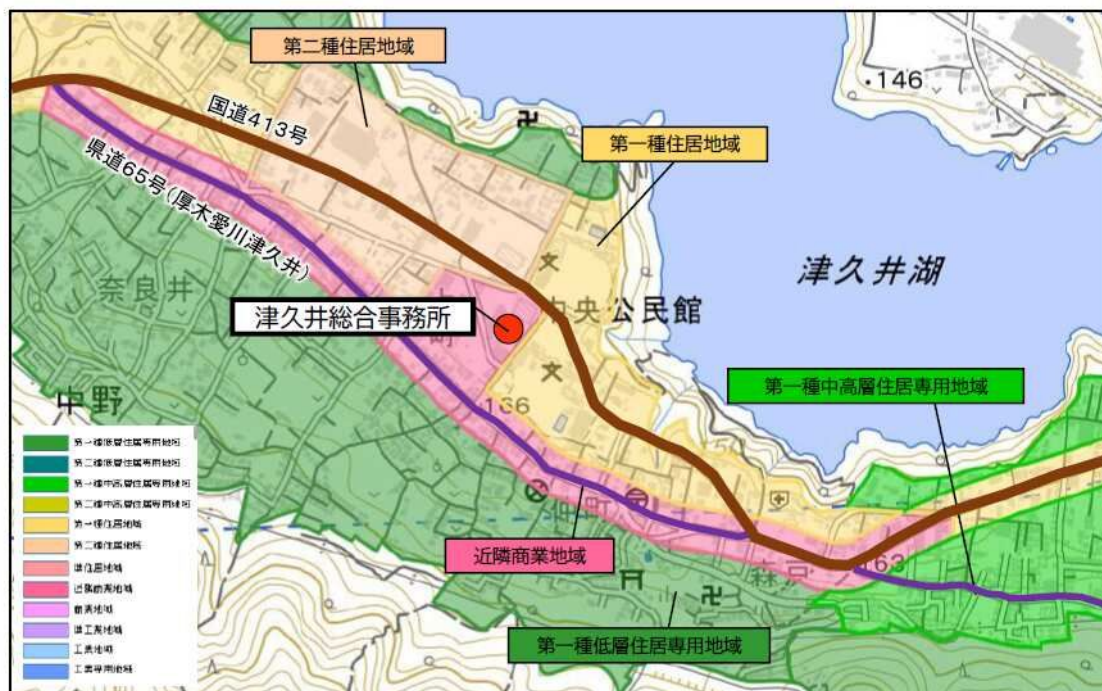 第二種住居地域
・146
国道413号
第一種住居地域
県道65号(厚木愛川津久井)
津久井湖
奈良井
中央公民館
津久井総合事務所
町
第一種中高層住居専用地域
中野
166
150
第一種低層住居専用地域
第二種低層住居専用地域
第一種中高層住居専用地域
第二種中高層住居専用地域
第一種住居地域
第二種住居地域
準住居地域
近隣商業地域
商業地域
準工業地域
工業地域
工業専用地域
仲町
近隣商業地域
森戸
163
第一種低層住居専用地域